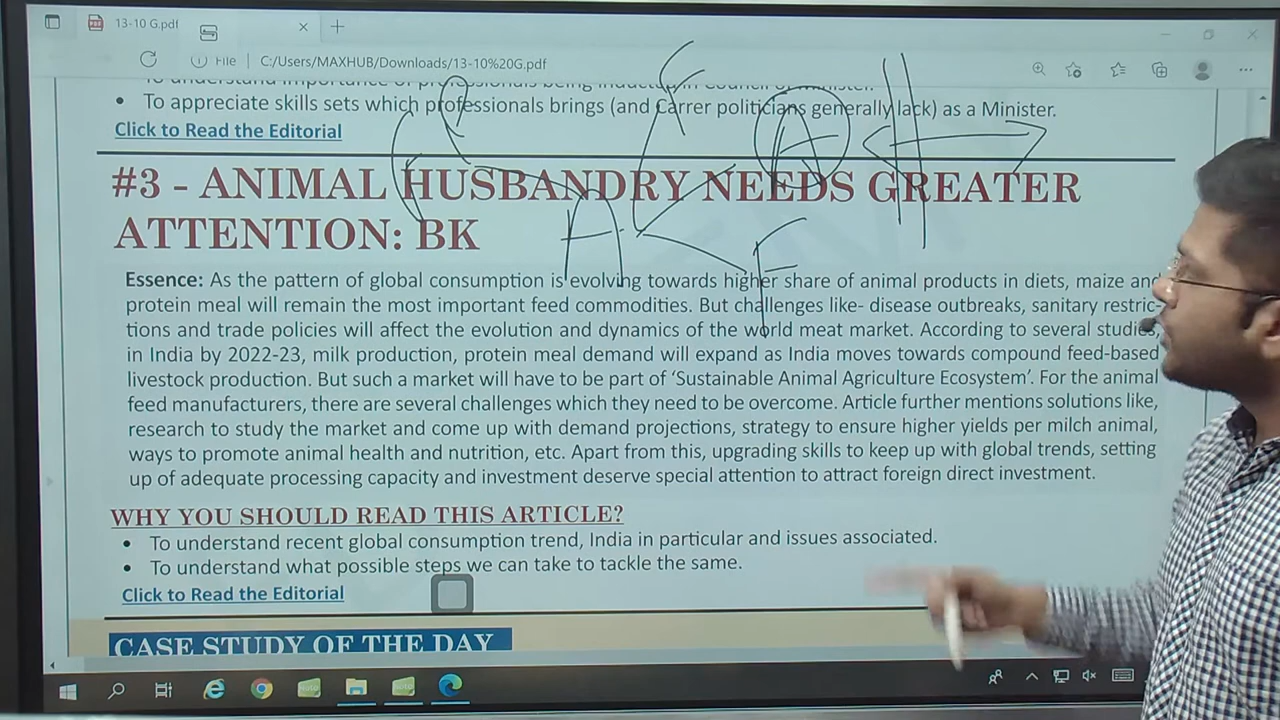 13-10 G.pdf
File | C:/Users/MAXHUB/Downloads/13-10%20G.pdf
To understand importance of professionals being inducted in Council of Minister.
• To appreciate skills sets which professionals brings (and Carrer politicians generally lack) as a Minister.
Click to Read the Editorial
#3 - ANIMAL HUSBANDRY NEEDS GREATER
ATTENTION: BK
Essence: As the pattern of global consumption is evolving towards higher share of animal products in diets, maize and
protein meal will remain the most important feed commodities. But challenges like- disease outbreaks, sanitary restric-
tions and trade policies will affect the evolution and dynamics of the world meat market. According to several studies,
in India by 2022-23, milk production, protein meal demand will expand as India moves towards compound feed-based
livestock production. But such a market will have to be part of ‘Sustainable Animal Agriculture Ecosystem’. For the animal
feed manufacturers, there are several challenges which they need to be overcome. Article further mentions solutions like,
research to study the market and come up with demand projections, strategy to ensure higher yields per milch animal,
ways to promote animal health and nutrition, etc. Apart from this, upgrading skills to keep up with global trends, setting
up of adequate processing capacity and investment deserve special attention to attract foreign direct investment.
WHY YOU SHOULD READ THIS ARTICLE?
• To understand recent global consumption trend, India in particular and issues associated.
• To understand what possible steps we can take to tackle the same.
Click to Read the Editorial
CASE STUDY OF THE DAY